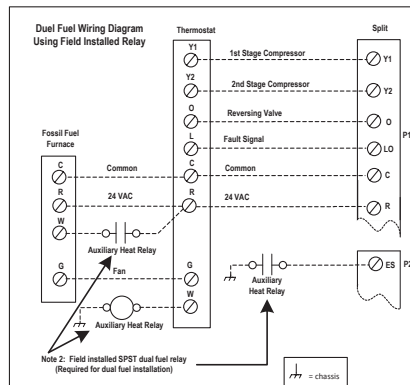 Duel Fuel Wiring Diagram
Using Field Installed Relay
Thermostat
Split
Y1
1st Stage Compressor
Y1
Y2
2nd Stage Compressor
Y2
O
Reversing Valve
O
P1
Fossil Fuel
Furnace
L
Fault Signal
LO
C
Common
C
Common
C
R
24 VAC
R
24 VAC
R
W
Auxiliary Heat Relay
G
Fan
G
Auxiliary
Heat Relay
ES
P2
W
Auxiliary Heat Relay
Note 2: Field installed SPST dual fuel relay
(Required for dual fuel installation)
= chassis